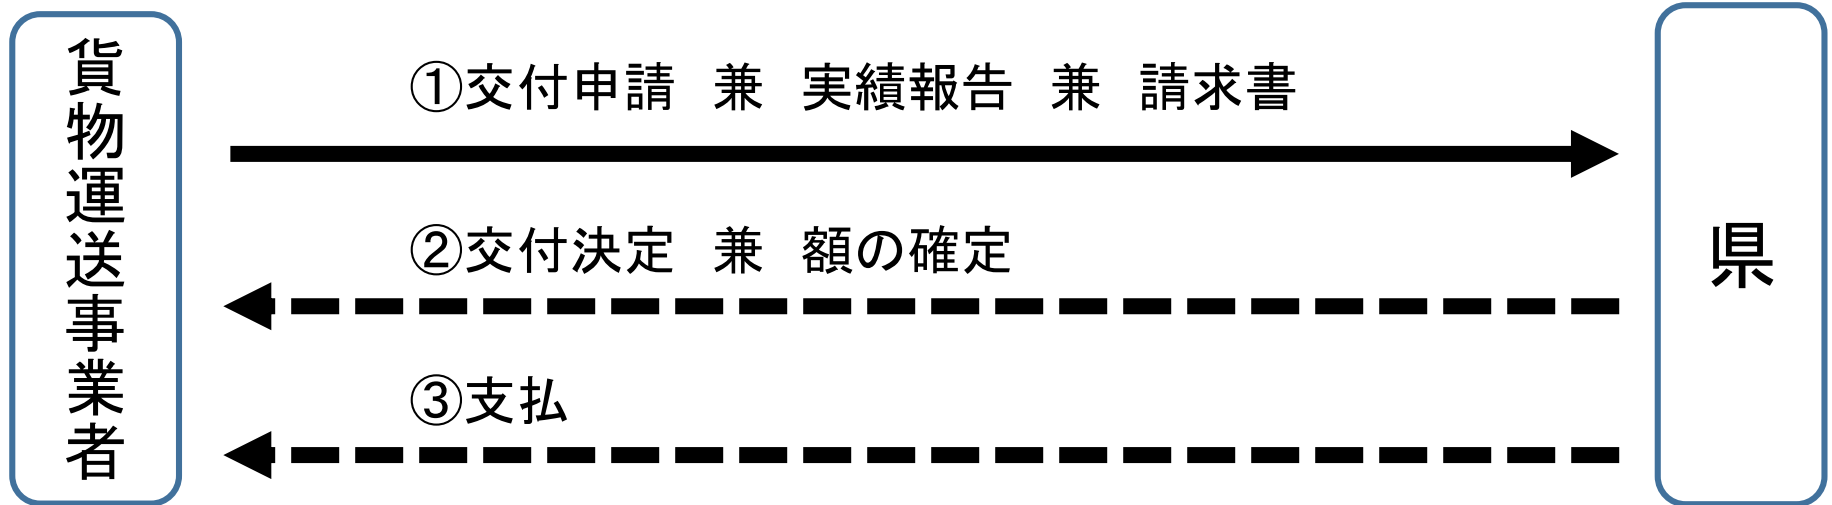 貨物運送事業者
①交付申請　兼　実績報告　兼　請求書
②交付決定　兼　額の確定
③支払
県